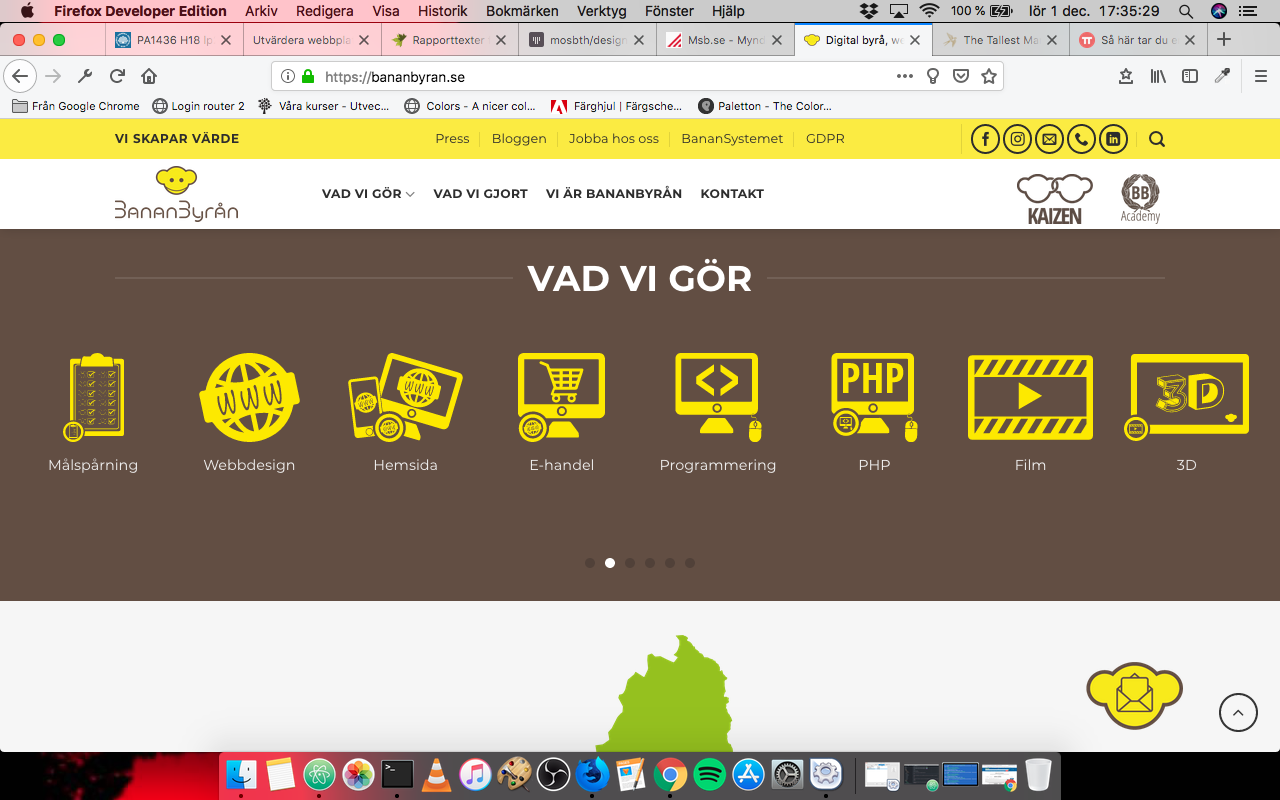 Firefox Developer Edition Arkiv Redigera Visa Historik Bokmärken Verktyg Fönster Hjälp 100 % lör 1 dec. 17:35:29
PA1436 H18 Utvärdera webbpla Rapporttexter mosbth/design Msb.se - Mynd Digital byrå, we The Tallest Ma Så här tar du e
https://bananbyran.se
Från Google Chrome Login router 2 Våra kurser - Utvec... Colors - A nicer col... Färghjul | Färgsche... Paletton - The Color...
VI SKAPAR VÄRDE Press Bloggen Jobba hos oss BananSystemet GDPR
BananByrån VAD VI GÖR VAD VI GJORT VI ÄR BANANBYRÅN KONTAKT KAIZEN BB Academy
VAD VI GÖR
WWW WWW WWW PHP 3D
Målspårning Webbdesign Hemsida E-handel Programmering PHP Film 3D